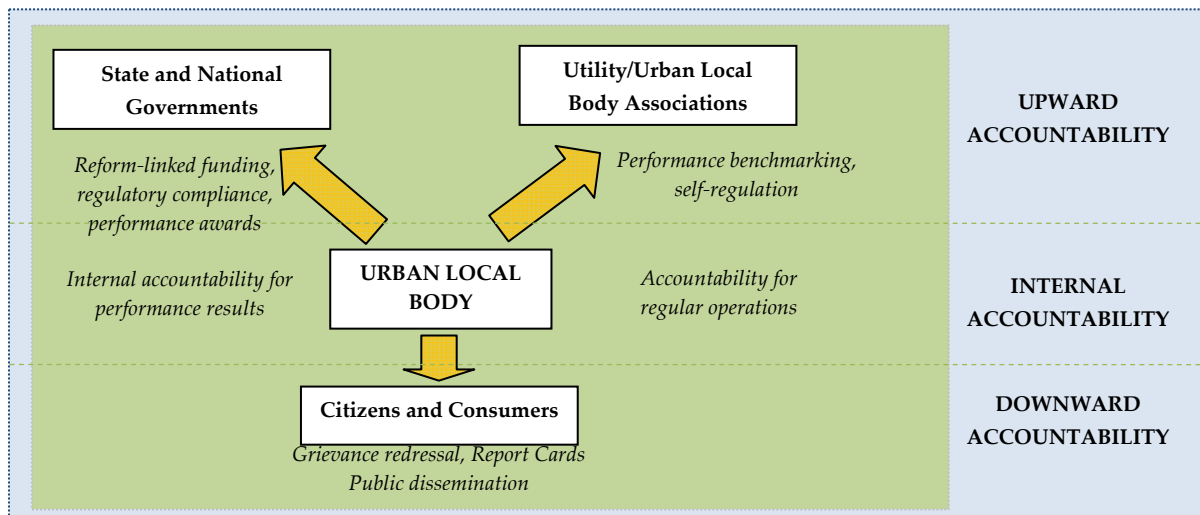 State and National
Governments
Utility/Urban Local
Body Associations
UPWARD
ACCOUNTABILITY
Reform-linked funding,
regulatory compliance,
performance awards
Performance benchmarking,
self-regulation
Internal accountability for
performance results
URBAN LOCAL
BODY
Accountability for
regular operations
INTERNAL
ACCOUNTABILITY
Citizens and Consumers
Grievance redressal, Report Cards
Public dissemination
DOWNWARD
ACCOUNTABILITY